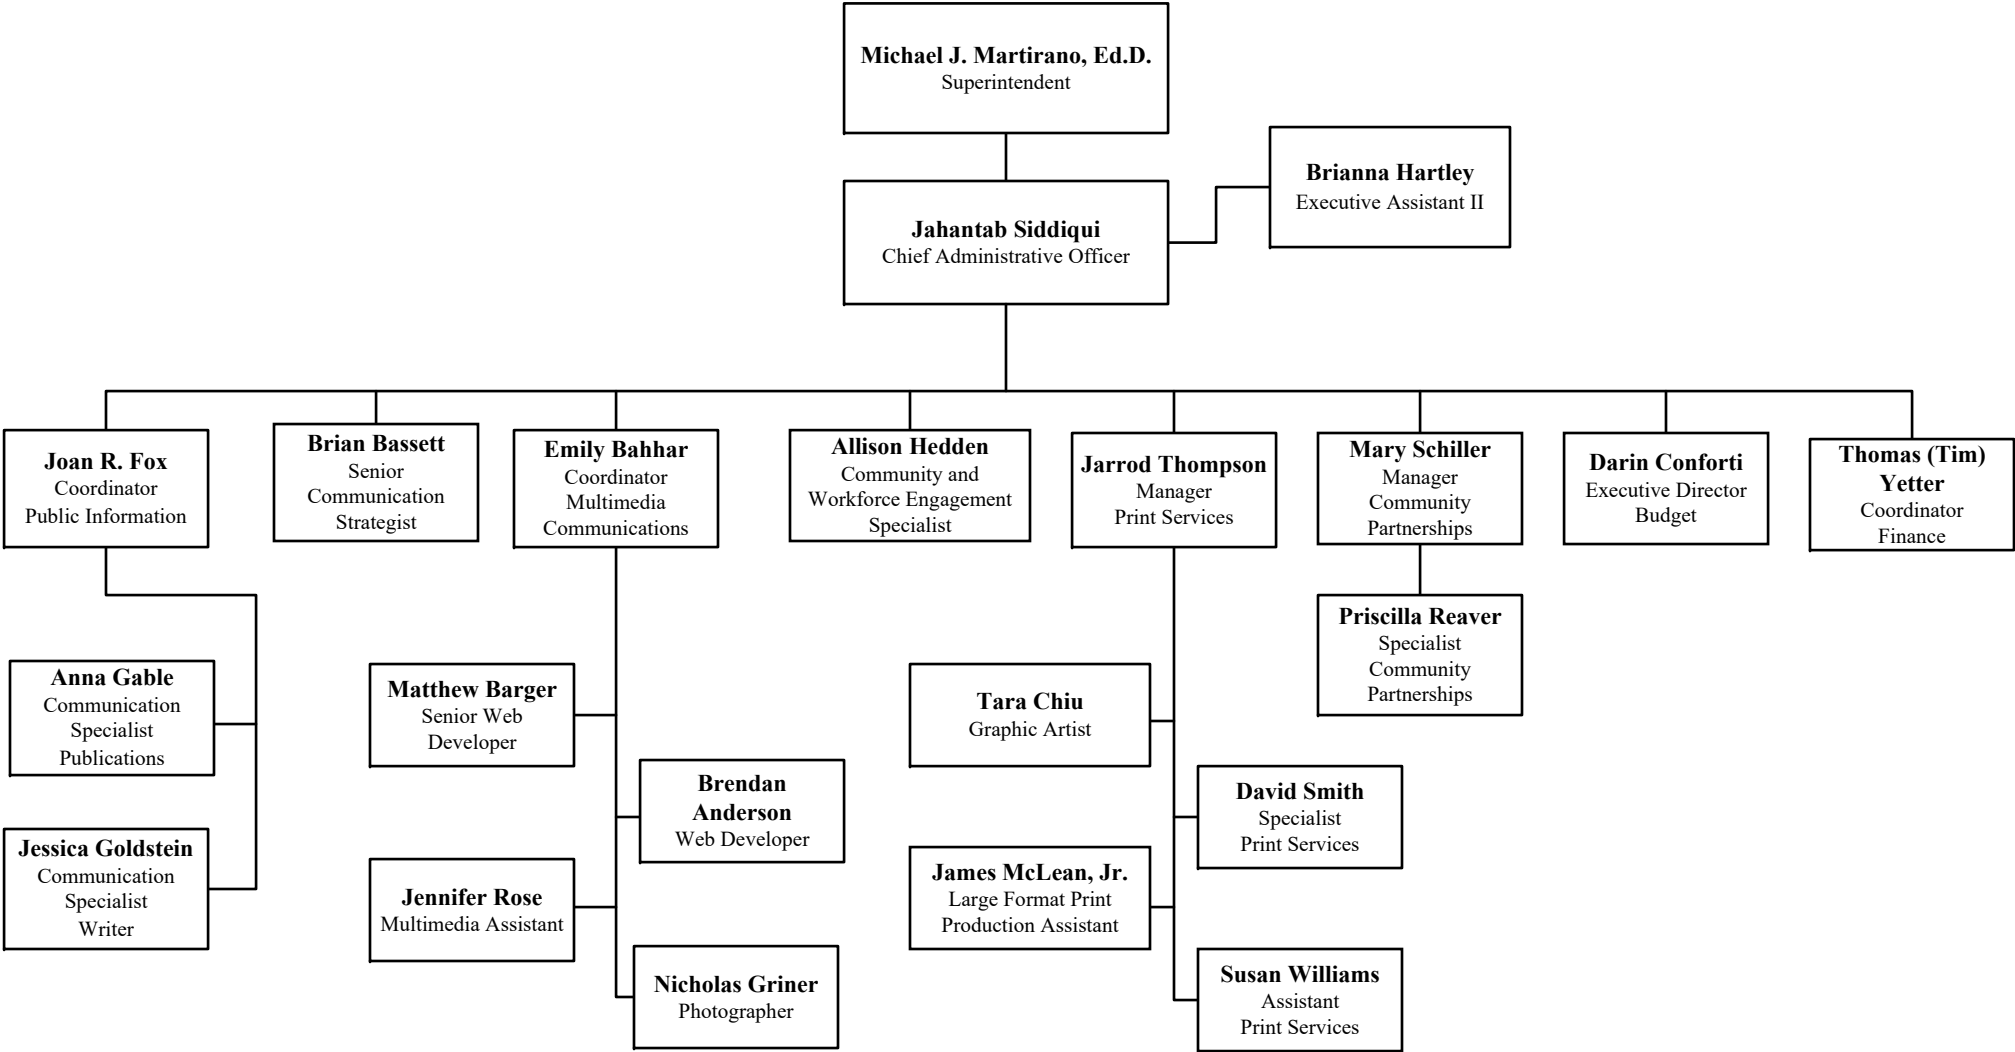 Michael J. Martirano, Ed.D.
Superintendent
Brianna Hartley
Executive Assistant II
Jahantab Siddiqui
Chief Administrative Officer
Joan R. Fox
Coordinator
Public Information
Brian Bassett
Senior
Communication
Strategist
Emily Bahhar
Coordinator
Multimedia
Communications
Allison Hedden
Community and
Workforce Engagement
Specialist
Jarrod Thompson
Manager
Print Services
Mary Schiller
Manager
Community
Partnerships
Darin Conforti
Executive Director
Budget
Thomas (Tim)
Yetter
Coordinator
Finance
Anna Gable
Communication
Specialist
Publications
Jessica Goldstein
Communication
Specialist
Writer
Matthew Barger
Senior Web
Developer
Brendan
Anderson
Web Developer
Jennifer Rose
Multimedia Assistant
Nicholas Griner
Photographer
Tara Chiu
Graphic Artist
David Smith
Specialist
Print Services
James McLean, Jr.
Large Format Print
Production Assistant
Susan Williams
Assistant
Print Services
Priscilla Reaver
Specialist
Community
Partnerships